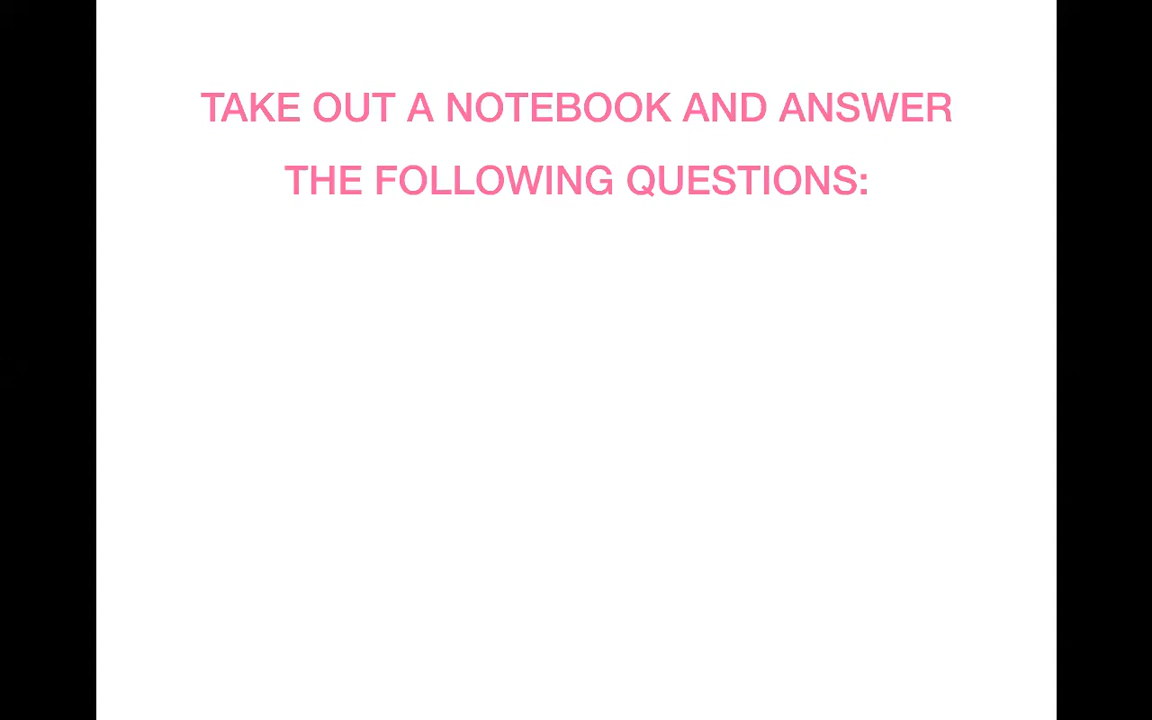 TAKE OUT A NOTEBOOK AND ANSWER
THE FOLLOWING QUESTIONS: